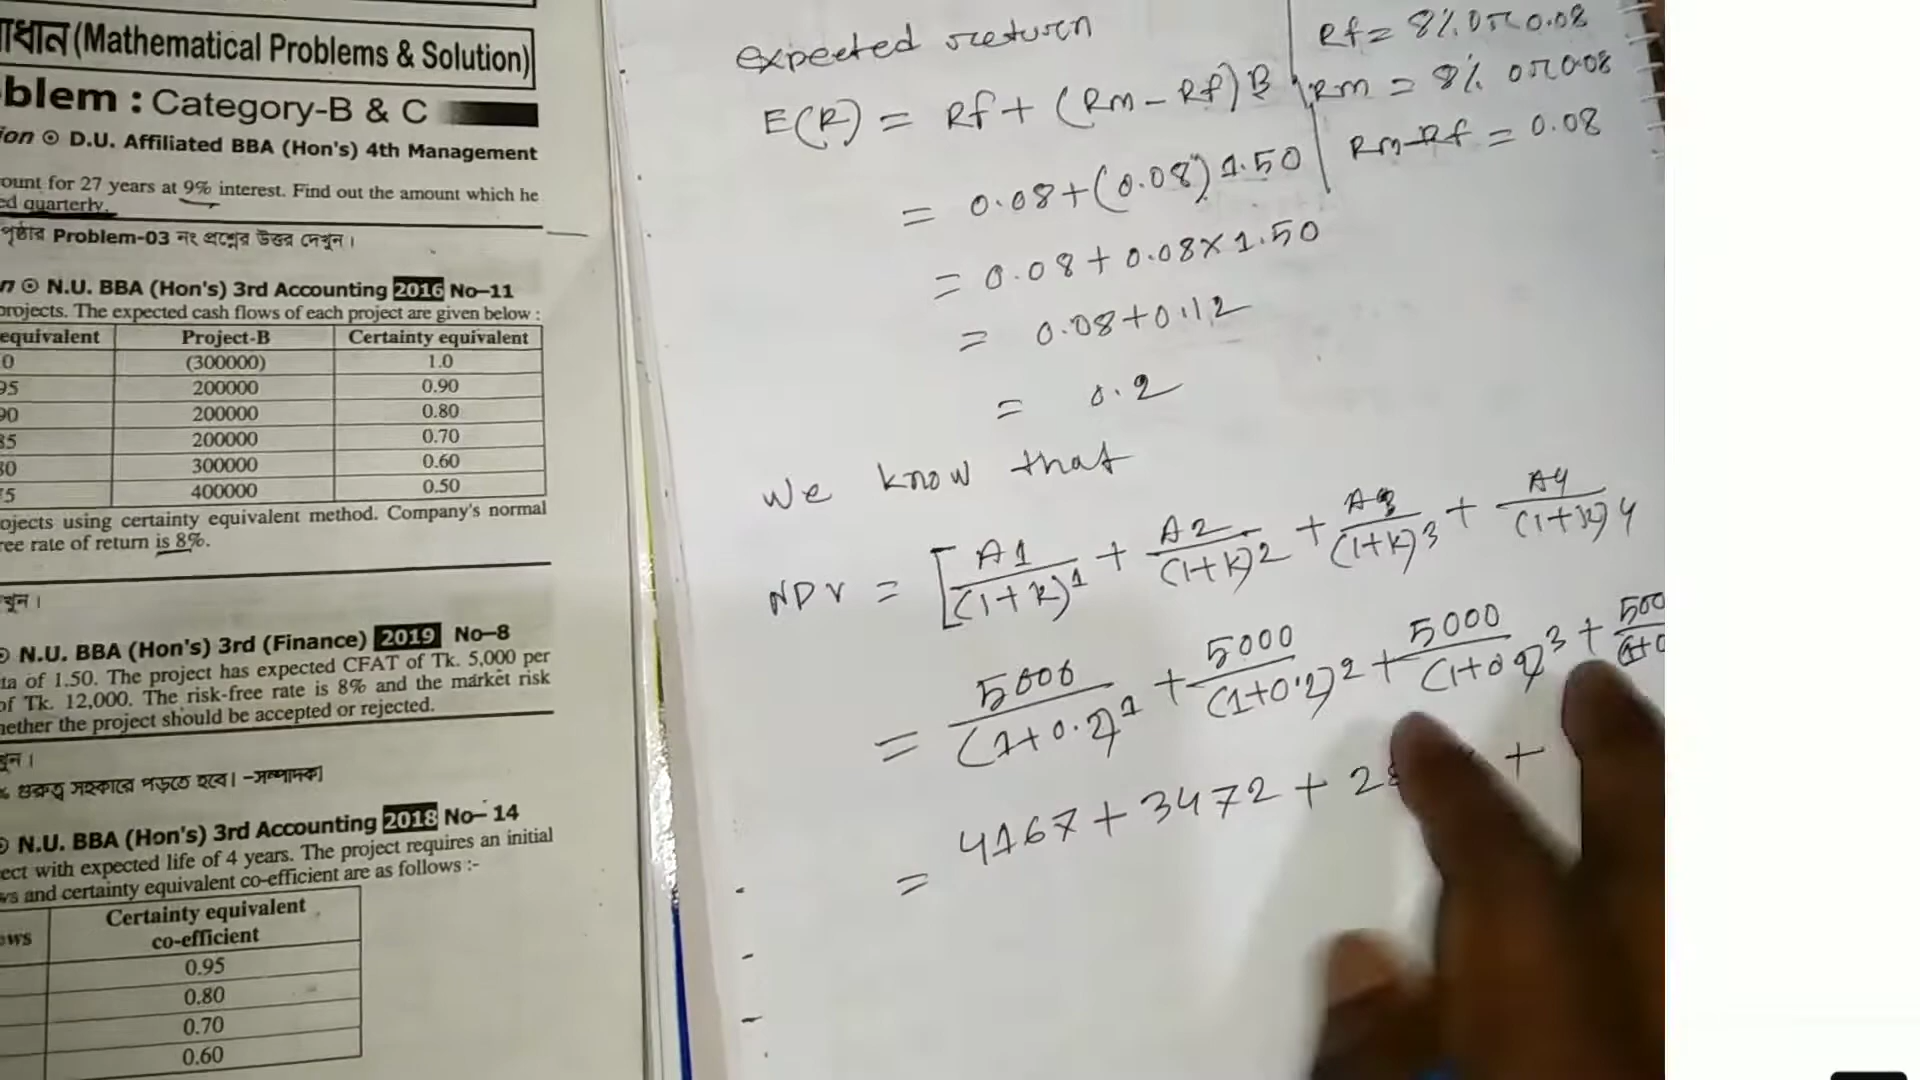 (Mathematical Problems & Solution)
blem : Category-B & C
ion ⊙ D.U. Affiliated BBA (Hon's) 4th Management
ount for 27 years at 9% interest. Find out the amount which he
ed quarterly.
পৃষ্ঠার Problem-03 নং প্রশ্নের উত্তর দেখুন।
n ⊙ N.U. BBA (Hon's) 3rd Accounting 2016 No-11
projects. The expected cash flows of each project are given below :
equivalent Project-B Certainty equivalent
0 (300000) 1.0
95 200000 0.90
90 200000 0.80
85 200000 0.70
80 300000 0.60
75 400000 0.50
ojects using certainty equivalent method. Company's normal
ree rate of return is 8%.
খুন।
⊙ N.U. BBA (Hon's) 3rd (Finance) 2019 No-8
ta of 1.50. The project has expected CFAT of Tk. 5,000 per
of Tk. 12,000. The risk-free rate is 8% and the market risk
hether the project should be accepted or rejected.
খুন।
% গুরুত্ব সহকারে পড়তে হবে। -সম্পাদক]
⊙ N.U. BBA (Hon's) 3rd Accounting 2018 No-14
ect with expected life of 4 years. The project requires an initial
ws and certainty equivalent co-efficient are as follows :-
ows Certainty equivalent
co-efficient
0.95
0.80
0.70
0.60
expected return
E(R) = Rf + (Rm - Rf) B
= 0.08 + (0.08) 1.50
= 0.08 + 0.08 × 1.50
= 0.08 + 0.12
= 0.2
Rf = 8% or 0.08
Rm = 8% or 0.08
Rm-Rf = 0.08
We know that
NPV = [A1/(1+k)1 + A2/(1+k)2 + A3/(1+k)3 + A4/(1+k)4
= 5000/(1+0.2)1 + 5000/(1+0.2)2 + 5000/(1+0.2)3 + 500
= 4167 + 3472 + 28 +